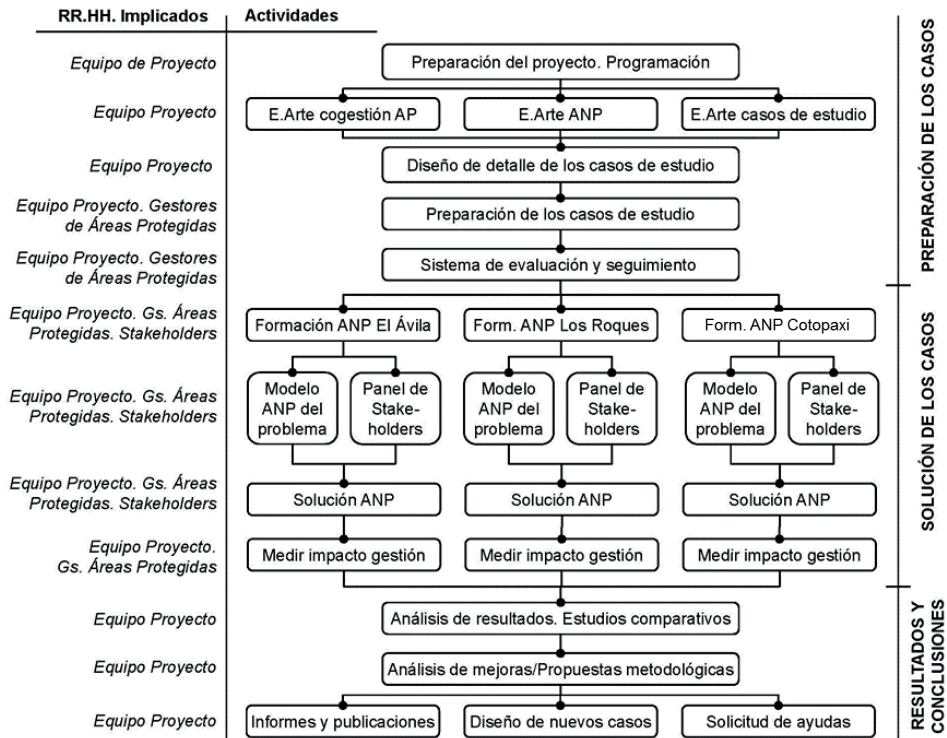 RR.HH. Implicados
Actividades
Equipo de Proyecto
Preparación del proyecto. Programación
Equipo Proyecto
E.Arte cogestión AP
E.Arte ANP
E.Arte casos de estudio
Equipo Proyecto
Diseño de detalle de los casos de estudio
Equipo Proyecto. Gestores
de Áreas Protegidas
Preparación de los casos de estudio
Equipo Proyecto. Gestores
de Áreas Protegidas
Sistema de evaluación y seguimiento
PREPARACIÓN DE LOS CASOS
Equipo Proyecto. Gs. Áreas
Protegidas. Stakeholders
Formación ANP El Ávila
Form. ANP Los Roques
Form. ANP Cotopaxi
Equipo Proyecto. Gs. Áreas
Protegidas. Stakeholders
Modelo
ANP del
problema
Panel de
Stake-
holders
Modelo
ANP del
problema
Panel de
Stake-
holders
Modelo
ANP del
problema
Panel de
Stake-
holders
Equipo Proyecto. Gs. Áreas
Protegidas. Stakeholders
Solución ANP
Solución ANP
Solución ANP
Equipo Proyecto.
Gs. Áreas Protegidas
Medir impacto gestión
Medir impacto gestión
Medir impacto gestión
SOLUCIÓN DE LOS CASOS
Equipo Proyecto
Análisis de resultados. Estudios comparativos
Equipo Proyecto
Análisis de mejoras/Propuestas metodológicas
Equipo Proyecto
Informes y publicaciones
Diseño de nuevos casos
Solicitud de ayudas
RESULTADOS Y
CONCLUSIONES